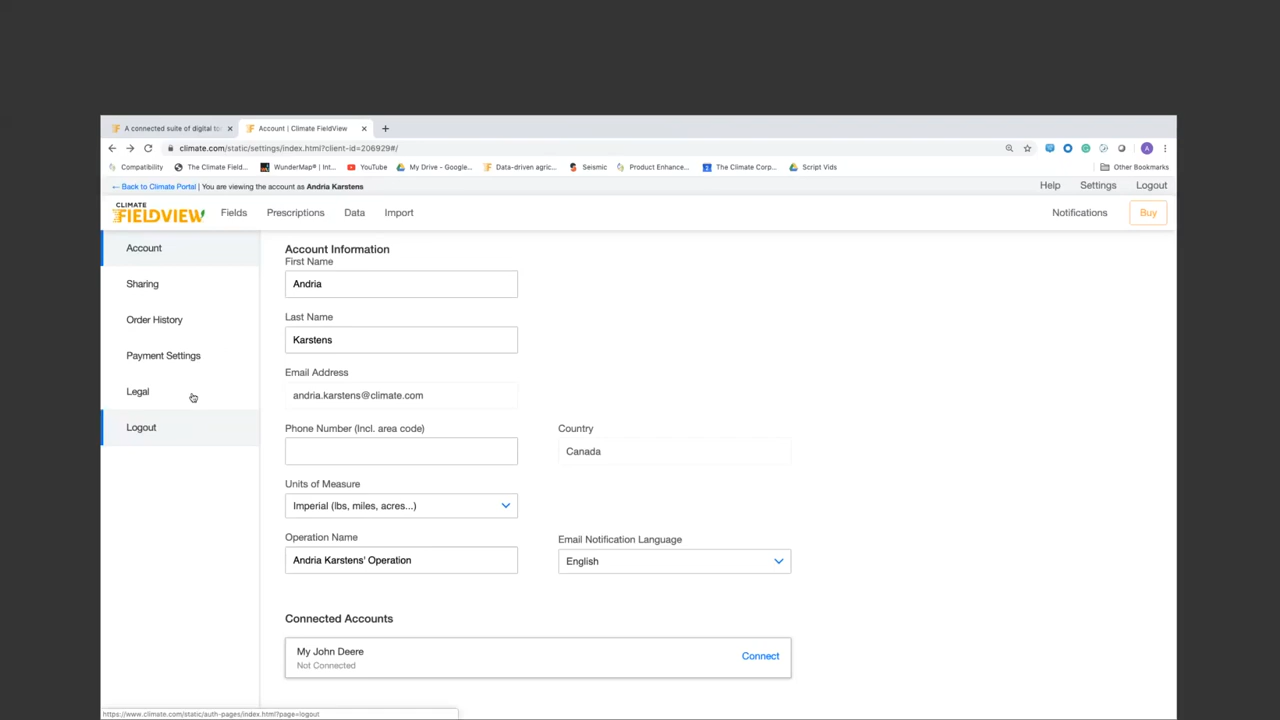 A connected suite of digital to
Account | Climate FieldView
climate.com/static/settings/index.html?client-id=206929#/
Compatibility
The Climate Field...
WunderMap® | Int...
YouTube
My Drive – Google...
Data-driven agric...
Seismic
Product Enhance...
The Climate Corp...
Script Vids
Other Bookmarks
← Back to Climate Portal | You are viewing the account as Andria Karstens
Help
Settings
Logout
CLIMATE
FIELDVIEW
Fields
Prescriptions
Data
Import
Notifications
Buy
Account
Sharing
Order History
Payment Settings
Legal
Logout
Account Information
First Name
Andria
Last Name
Karstens
Email Address
andria.karstens@climate.com
Phone Number (Incl. area code)
Country
Canada
Units of Measure
Imperial (lbs, miles, acres...)
Operation Name
Andria Karstens' Operation
Email Notification Language
English
Connected Accounts
My John Deere
Not Connected
Connect
https://www.climate.com/static/auth-pages/index.html?page=logout